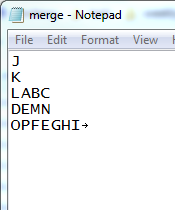 merge - Notepad
File Edit Format View
J
K
LABC
DEMN
OPFEGHI→